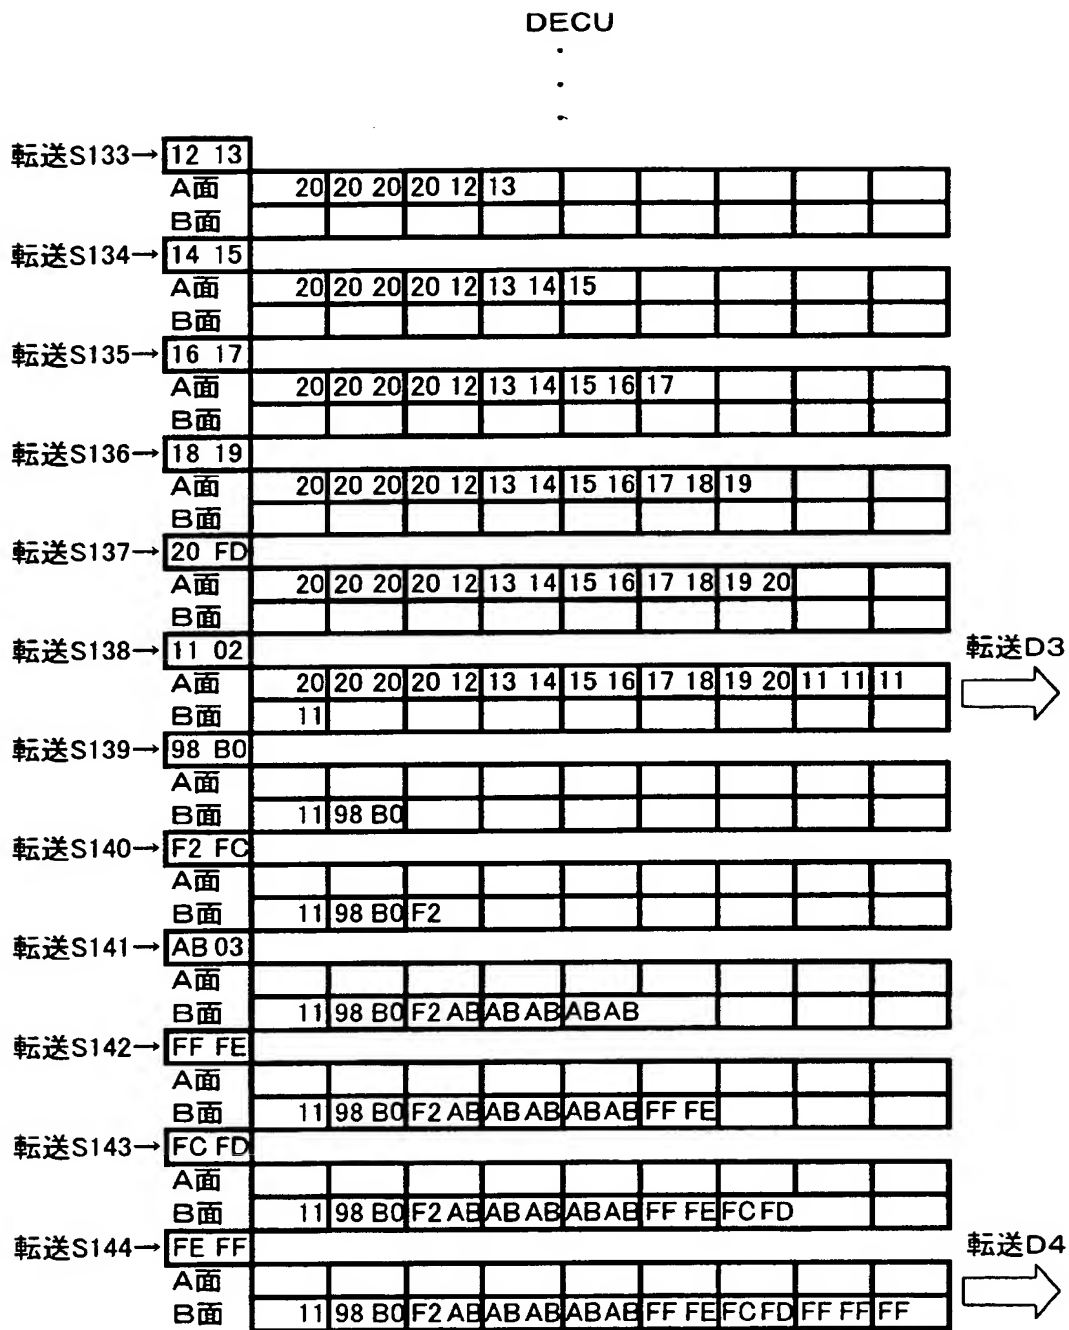 DECU
転送S133→ 12 13
A面 20 20 20 20 12 13
B面
転送S134→ 14 15
A面 20 20 20 20 12 13 14 15
B面
転送S135→ 16 17
A面 20 20 20 20 12 13 14 15 16 17
B面
転送S136→ 18 19
A面 20 20 20 20 12 13 14 15 16 17 18 19
B面
転送S137→ 20 FD
A面 20 20 20 20 12 13 14 15 16 17 18 19 20
B面
転送S138→ 11 02 転送D3
A面 20 20 20 20 12 13 14 15 16 17 18 19 20 11 11 11
B面 11
転送S139→ 98 B0
A面
B面 11 98 B0
転送S140→ F2 FC
A面
B面 11 98 B0 F2
転送S141→ AB 03
A面
B面 11 98 B0 F2 AB AB AB AB AB
転送S142→ FF FE
A面
B面 11 98 B0 F2 AB AB AB AB AB FF FE
転送S143→ FC FD
A面
B面 11 98 B0 F2 AB AB AB AB AB FF FE FC FD
転送S144→ FE FF 転送D4
A面
B面 11 98 B0 F2 AB AB AB AB AB FF FE FC FD FF FF FF